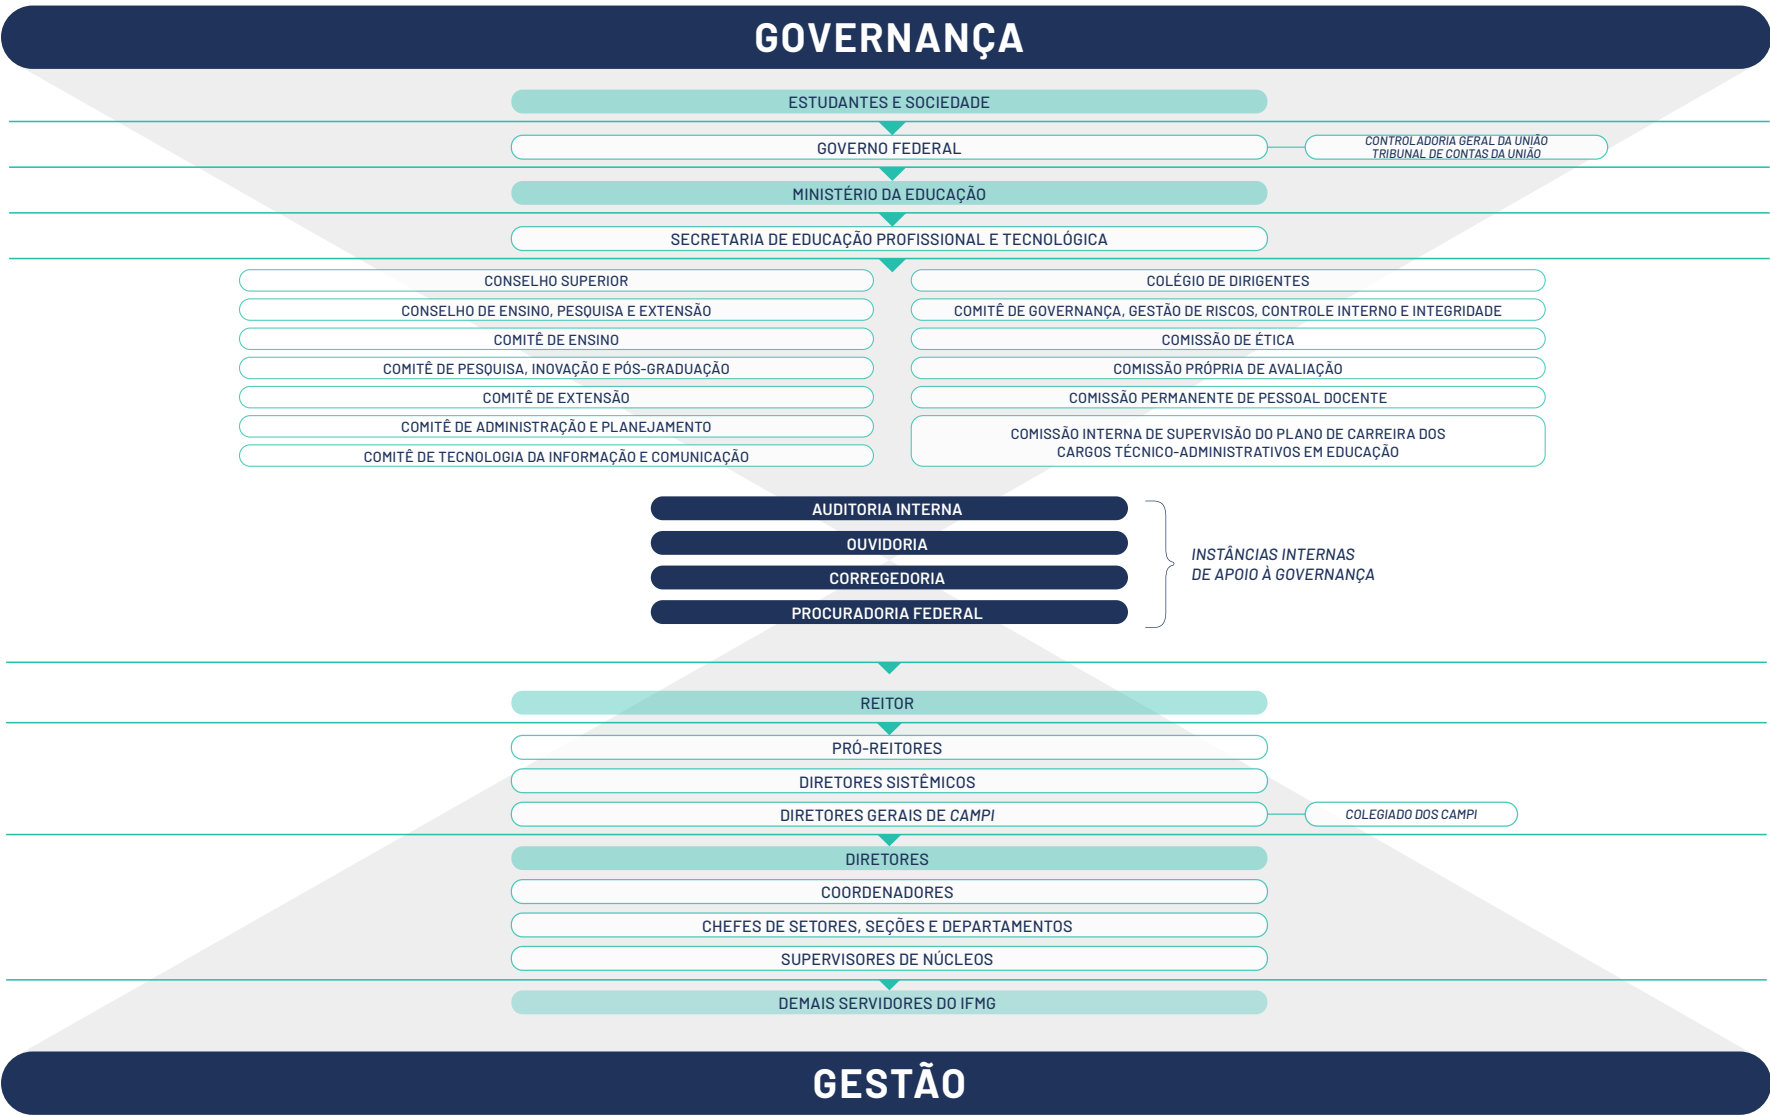 GOVERNANÇA
ESTUDANTES E SOCIEDADE
GOVERNO FEDERAL
CONTROLADORIA GERAL DA UNIÃO
TRIBUNAL DE CONTAS DA UNIÃO
MINISTÉRIO DA EDUCAÇÃO
SECRETARIA DE EDUCAÇÃO PROFISSIONAL E TECNOLÓGICA
CONSELHO SUPERIOR
CONSELHO DE ENSINO, PESQUISA E EXTENSÃO
COMITÊ DE ENSINO
COMITÊ DE PESQUISA, INOVAÇÃO E PÓS-GRADUAÇÃO
COMITÊ DE EXTENSÃO
COMITÊ DE ADMINISTRAÇÃO E PLANEJAMENTO
COMITÊ DE TECNOLOGIA DA INFORMAÇÃO E COMUNICAÇÃO
COLÉGIO DE DIRIGENTES
COMITÊ DE GOVERNANÇA, GESTÃO DE RISCOS, CONTROLE INTERNO E INTEGRIDADE
COMISSÃO DE ÉTICA
COMISSÃO PRÓPRIA DE AVALIAÇÃO
COMISSÃO PERMANENTE DE PESSOAL DOCENTE
COMISSÃO INTERNA DE SUPERVISÃO DO PLANO DE CARREIRA DOS
CARGOS TÉCNICO-ADMINISTRATIVOS EM EDUCAÇÃO
AUDITORIA INTERNA
OUVIDORIA
CORREGEDORIA
PROCURADORIA FEDERAL
INSTÂNCIAS INTERNAS
DE APOIO À GOVERNANÇA
REITOR
PRÓ-REITORES
DIRETORES SISTÊMICOS
DIRETORES GERAIS DE CAMPI
COLEGIADO DOS CAMPI
DIRETORES
COORDENADORES
CHEFES DE SETORES, SEÇÕES E DEPARTAMENTOS
SUPERVISORES DE NÚCLEOS
DEMAIS SERVIDORES DO IFMG
GESTÃO